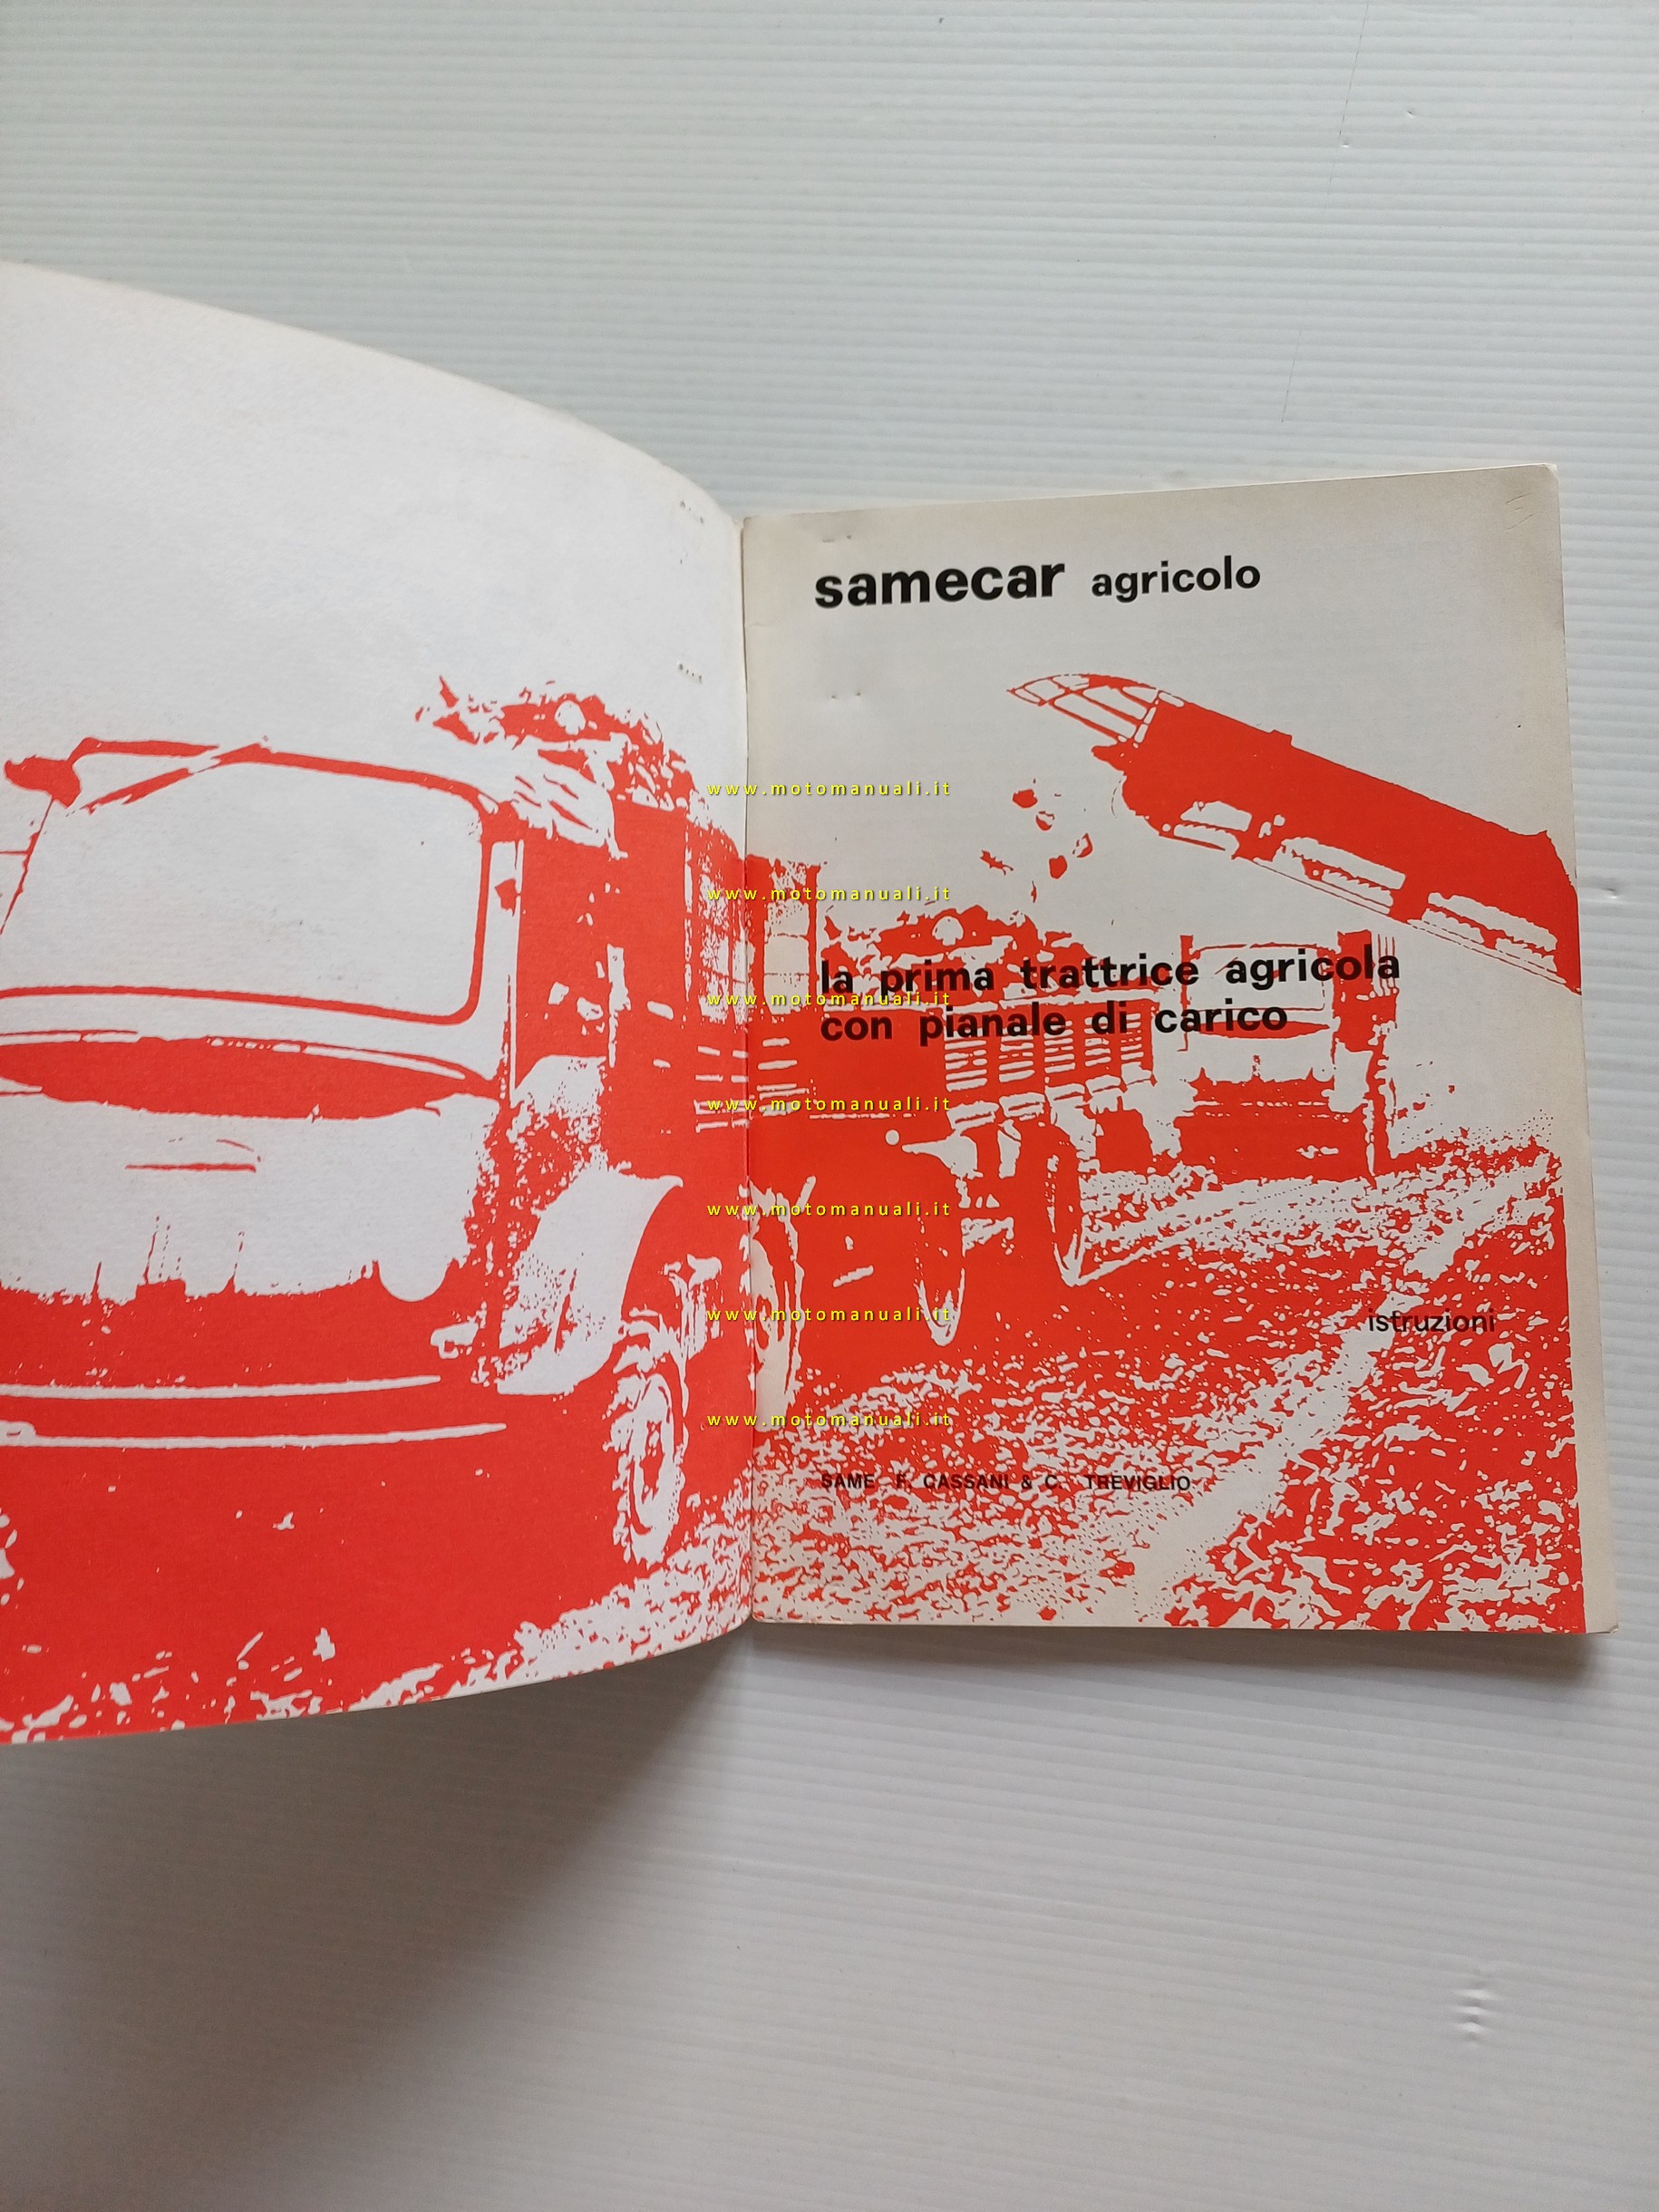 samecar agricolo
www.motomanuali.it
www.motomanuali.it
la prima trattrice agricola
www.motomanuali.it
con pianale di carico
www.motomanuali.it
www.motomanuali.it
www.motomanuali.it
istruzioni
www.motomanuali.it
SAME F. CASSANI & C. TREVIGLIO